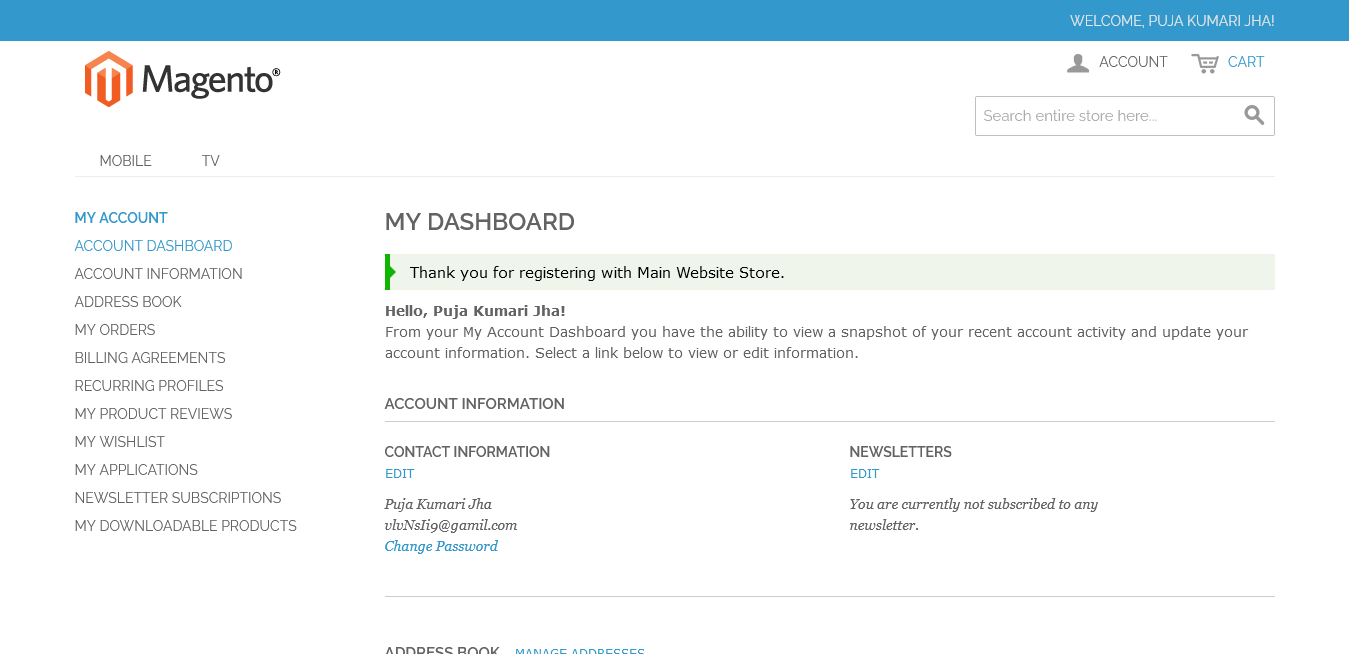 WELCOME, PUJA KUMARI JHA!
Magento®
ACCOUNT
CART
Search entire store here...
MOBILE
TV
MY ACCOUNT
ACCOUNT DASHBOARD
ACCOUNT INFORMATION
ADDRESS BOOK
MY ORDERS
BILLING AGREEMENTS
RECURRING PROFILES
MY PRODUCT REVIEWS
MY WISHLIST
MY APPLICATIONS
NEWSLETTER SUBSCRIPTIONS
MY DOWNLOADABLE PRODUCTS
MY DASHBOARD
Thank you for registering with Main Website Store.
Hello, Puja Kumari Jha!
From your My Account Dashboard you have the ability to view a snapshot of your recent account activity and update your
account information. Select a link below to view or edit information.
ACCOUNT INFORMATION
CONTACT INFORMATION
EDIT
Puja Kumari Jha
vlvNsIi9@gamil.com
Change Password
NEWSLETTERS
EDIT
You are currently not subscribed to any
newsletter.
ADDRESS BOOK
MANAGE ADDRESSES